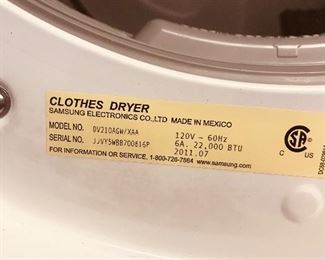 CLOTHES DRYER
SAMSUNG ELECTRONICS CO.,LTD MADE IN MEXICO
MODEL NO. DV210AGW/XAA 120V ~ 60Hz
SERIAL NO. JJVY5WBB700616P 6A. 22,000 BTU
FOR INFORMATION OR SERVICE, 1-800-726-7864 www.samsung.com 2011.07
C US